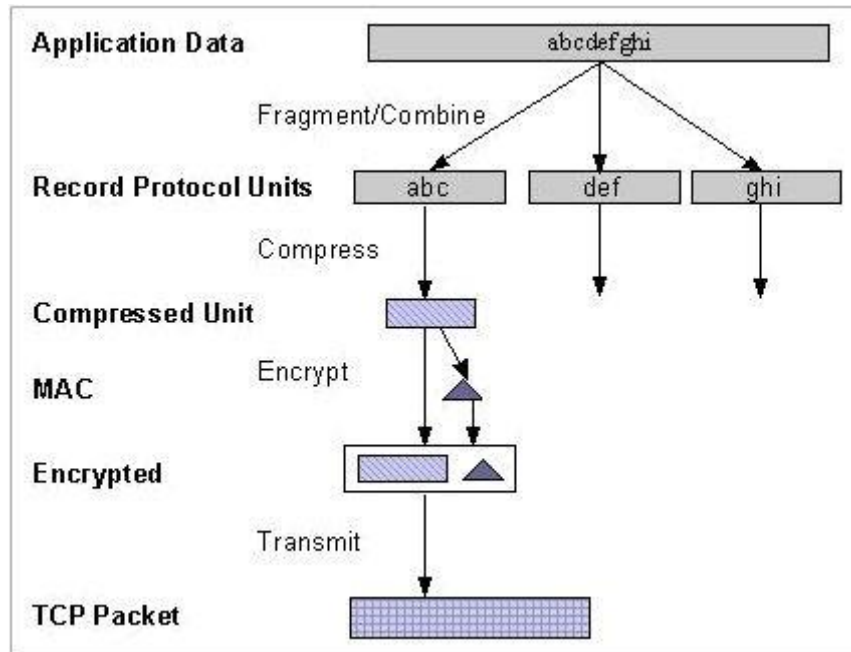 Application Data
abcdefghi
Fragment/Combine
Record Protocol Units
abc
def
ghi
Compress
Compressed Unit
Encrypt
MAC
Encrypted
Transmit
TCP Packet